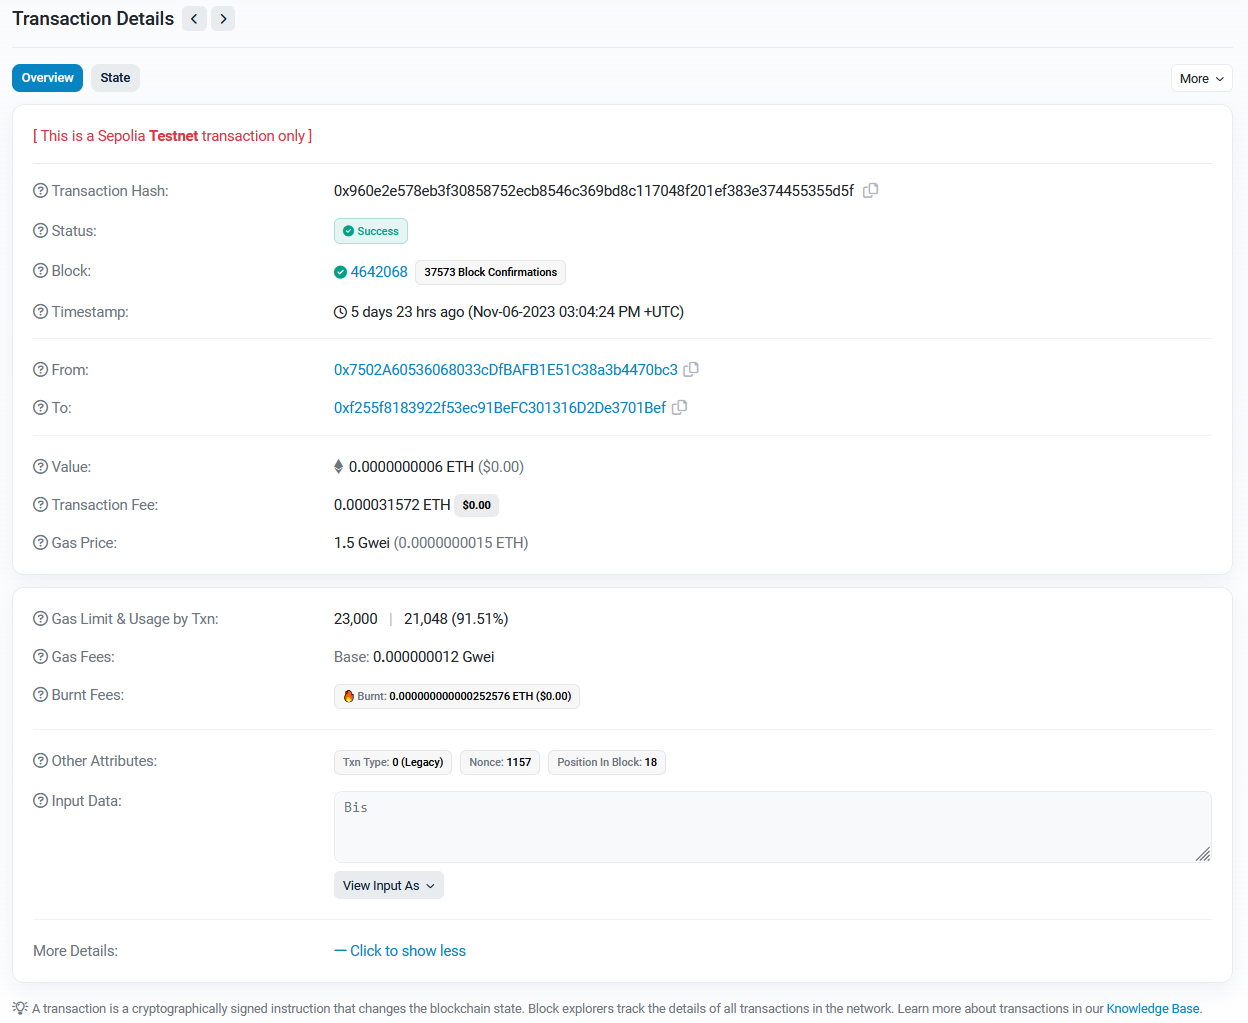 Transaction Details
Overview State More
[ This is a Sepolia Testnet transaction only ]
Transaction Hash: 0x960e2e578eb3f30858752ecb8546c369bd8c117048f201ef383e374455355d5f
Status: Success
Block: 4642068 37573 Block Confirmations
Timestamp: 5 days 23 hrs ago (Nov-06-2023 03:04:24 PM +UTC)
From: 0x7502A60536068033cDfBAFB1E51C38a3b4470bc3
To: 0xf255f8183922f53ec91BeFC301316D2De3701Bef
Value: 0.0000000006 ETH ($0.00)
Transaction Fee: 0.000031572 ETH $0.00
Gas Price: 1.5 Gwei (0.0000000015 ETH)
Gas Limit & Usage by Txn: 23,000 | 21,048 (91.51%)
Gas Fees: Base: 0.000000012 Gwei
Burnt Fees: Burnt: 0.000000000000252576 ETH ($0.00)
Other Attributes: Txn Type: 0 (Legacy) Nonce: 1157 Position In Block: 18
Input Data: Bis
View Input As
More Details: — Click to show less
A transaction is a cryptographically signed instruction that changes the blockchain state. Block explorers track the details of all transactions in the network. Learn more about transactions in our Knowledge Base.